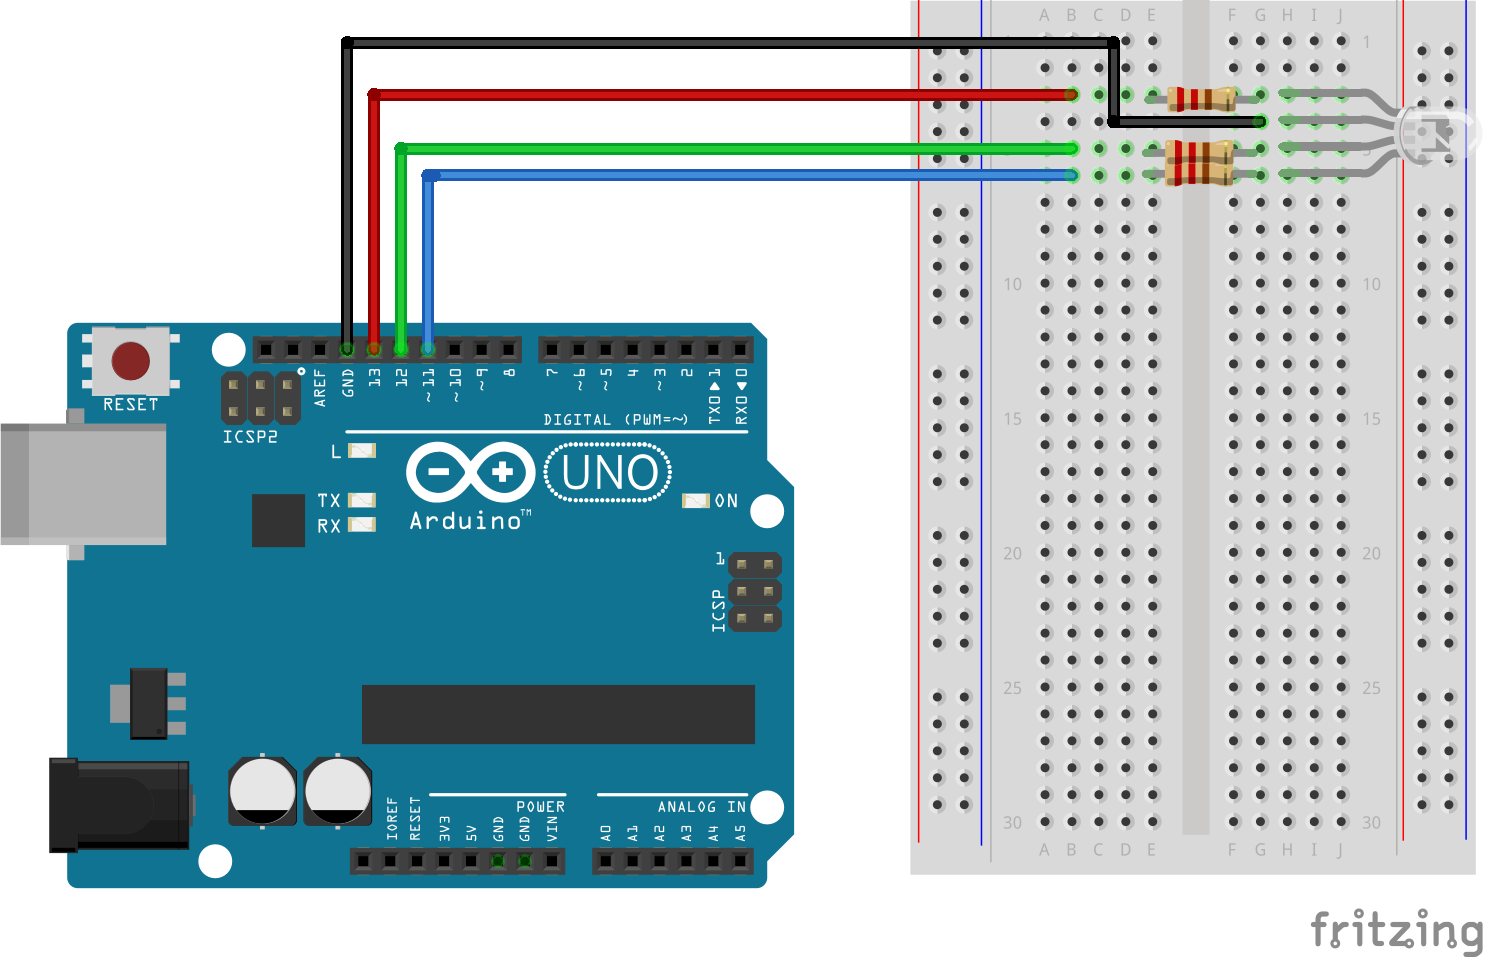 A B C D E F G H I J
1 1
5 5
10 10
15 15
20 20
25 25
30 30
A B C D E F G H I J
RESET
ICSP2
AREF
GND
13
12
~11
~10
~9
8
7
~6
~5
4
~3
2
TX0▶1
RX0◀0
DIGITAL (PWM=~)
L
TX
RX
UNO
Arduino™
ON
1
ICSP
IOREF
RESET
3V3
5V
GND
GND
VIN
POWER
A0
A1
A2
A3
A4
A5
ANALOG IN
fritzing